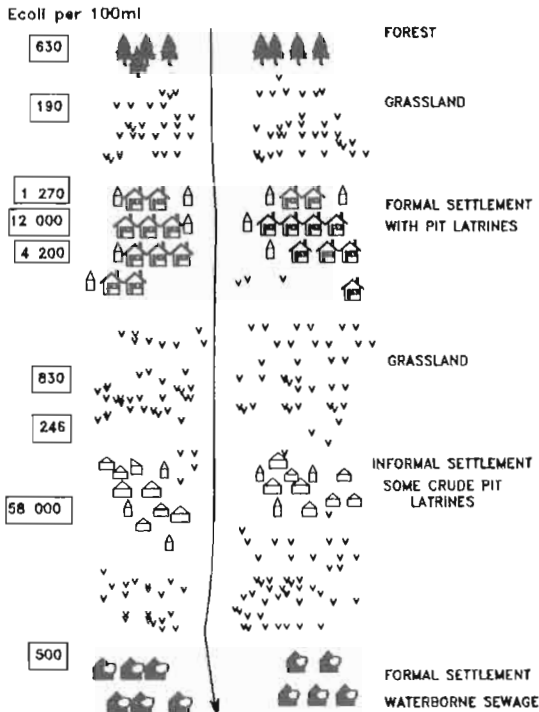 Ecoli per 100ml
630
FOREST
190
GRASSLAND
1 270
12 000
4 200
FORMAL SETTLEMENT
WITH PIT LATRINES
830
GRASSLAND
246
58 000
INFORMAL SETTLEMENT
SOME CRUDE PIT
LATRINES
500
FORMAL SETTLEMENT
WATERBORNE SEWAGE